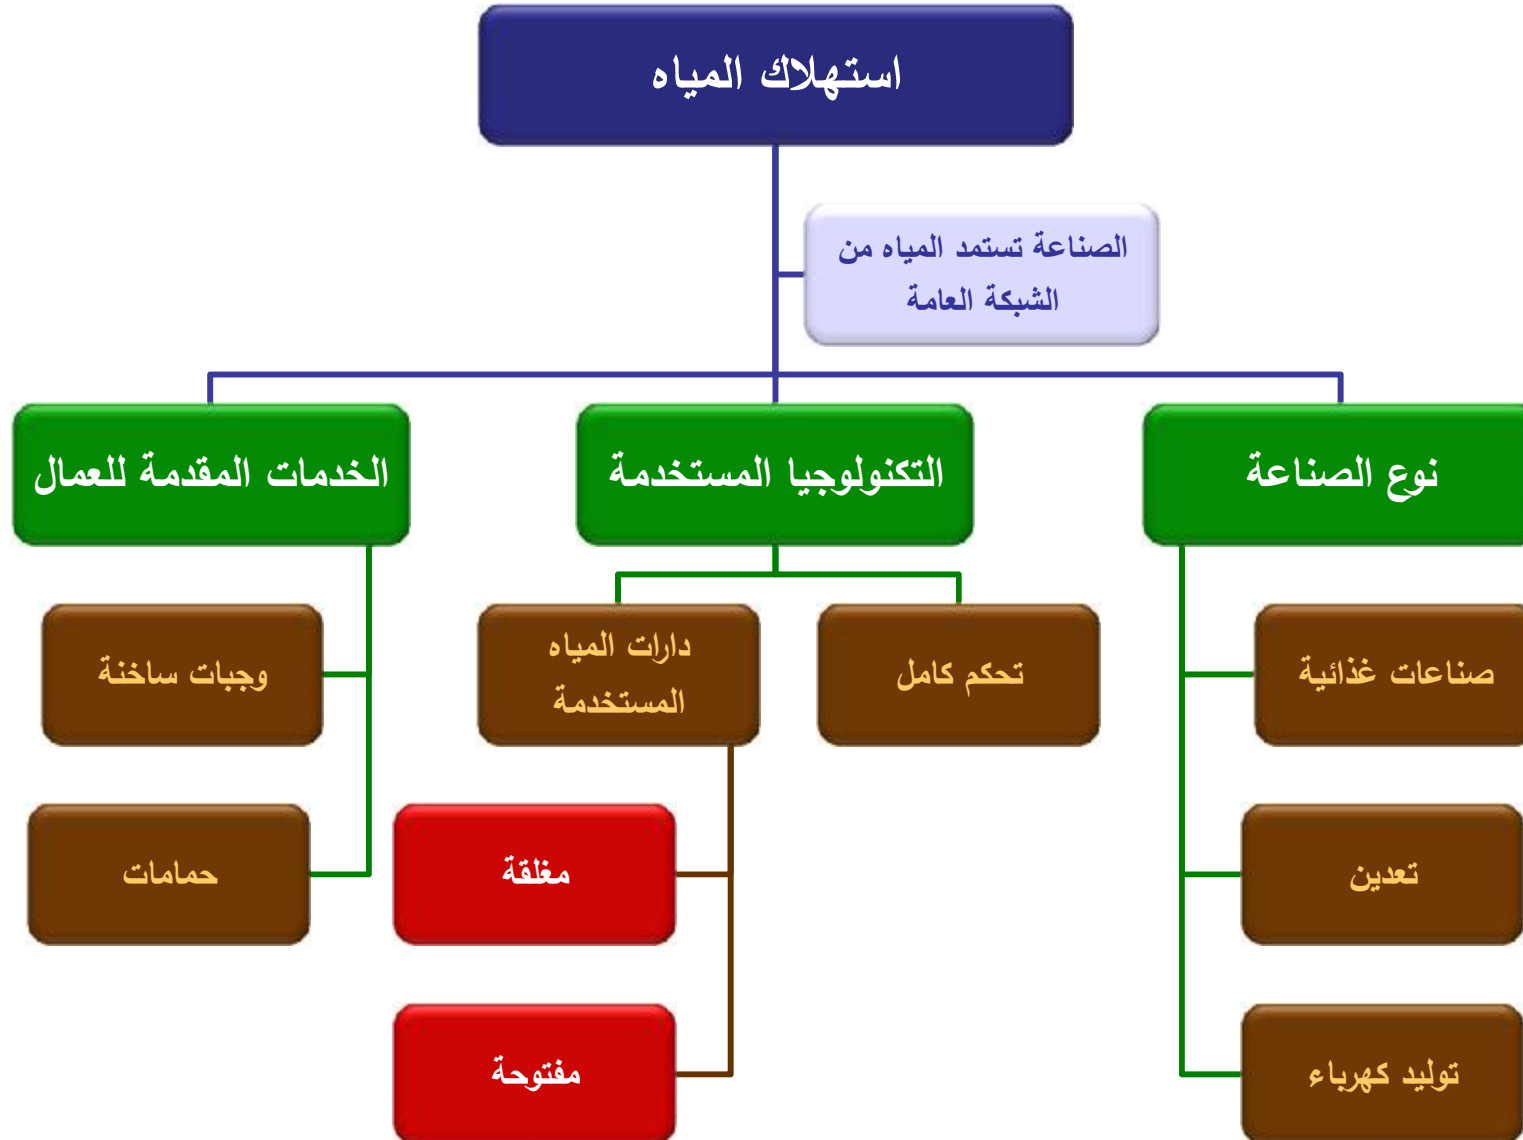 استهلاك المياه
الصناعة تستمد المياه من
الشبكة العامة
نوع الصناعة
التكنولوجيا المستخدمة
الخدمات المقدمة للعمال
صناعات غذائية
تحكم كامل
دارات المياه
المستخدمة
وجبات ساخنة
تعدين
مغلقة
حمامات
توليد كهرباء
مفتوحة